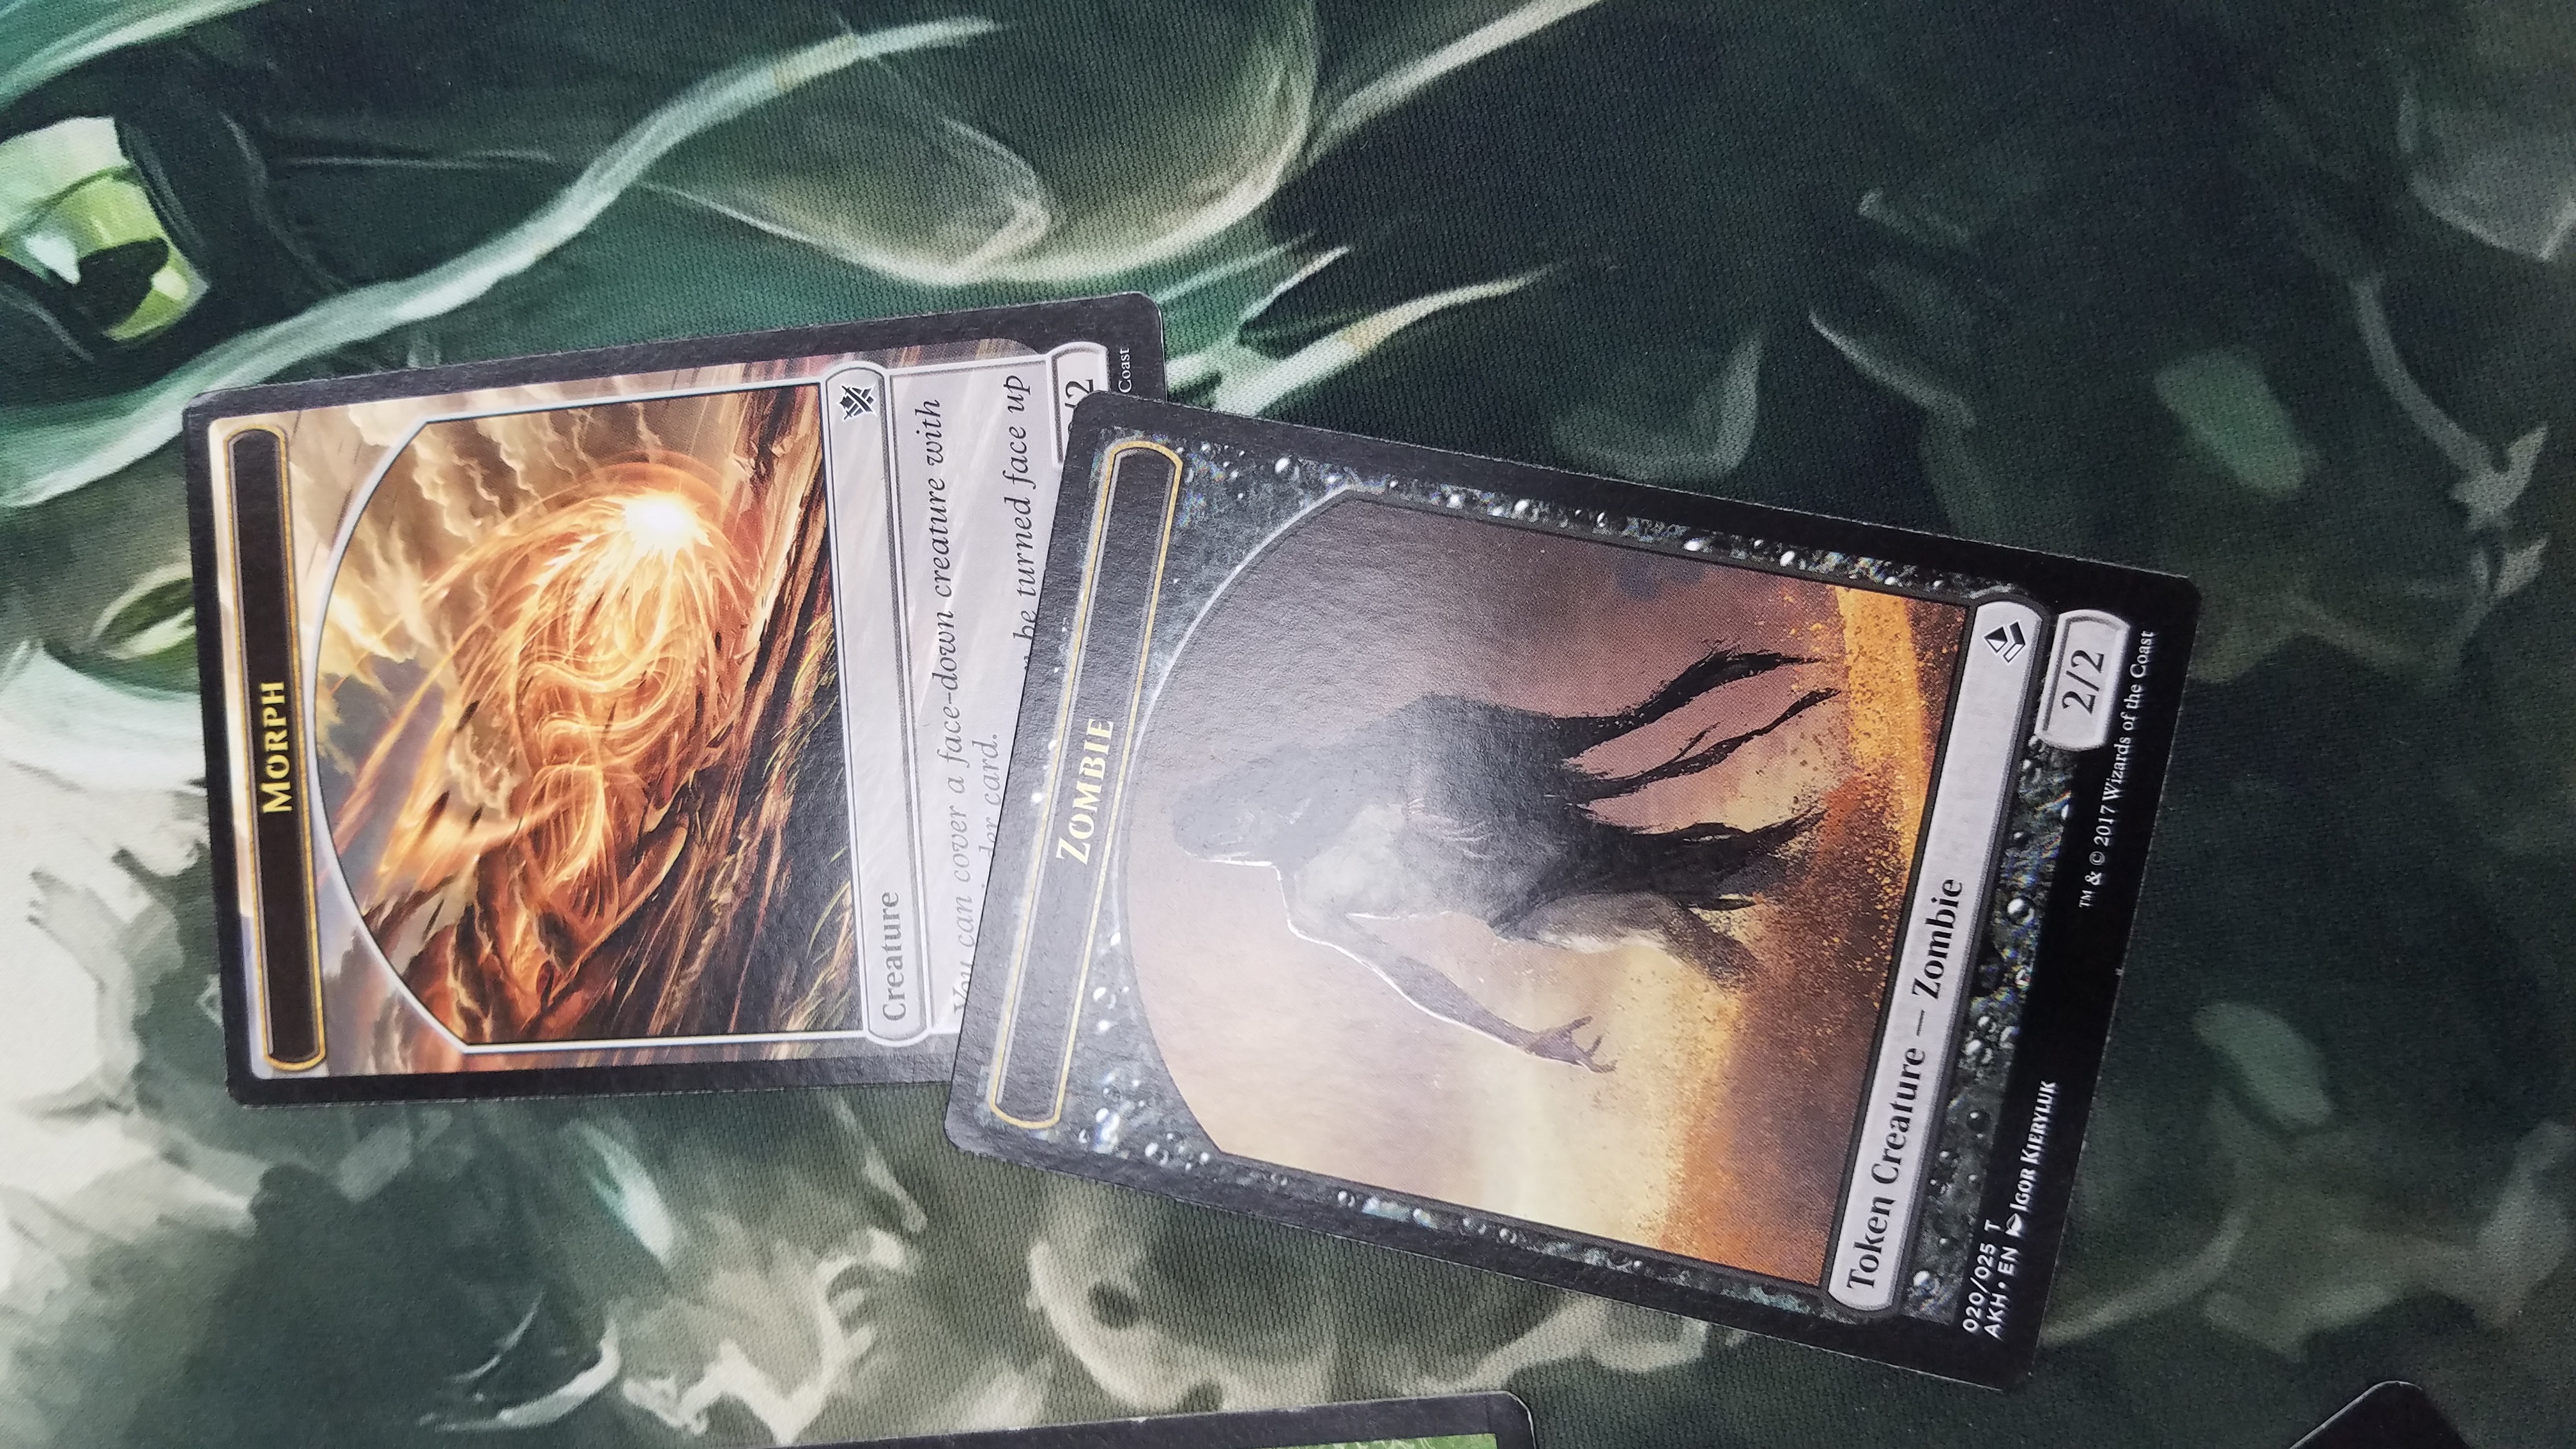 ZOMBIE
Token Creature — Zombie
2/2
020/025 T
AKH • EN IGOR KIERYLUK
™ & © 2017 Wizards of the Coast
MORPH
Creature
You can cover a face-down creature with
card.
be turned face up
/2
Coast